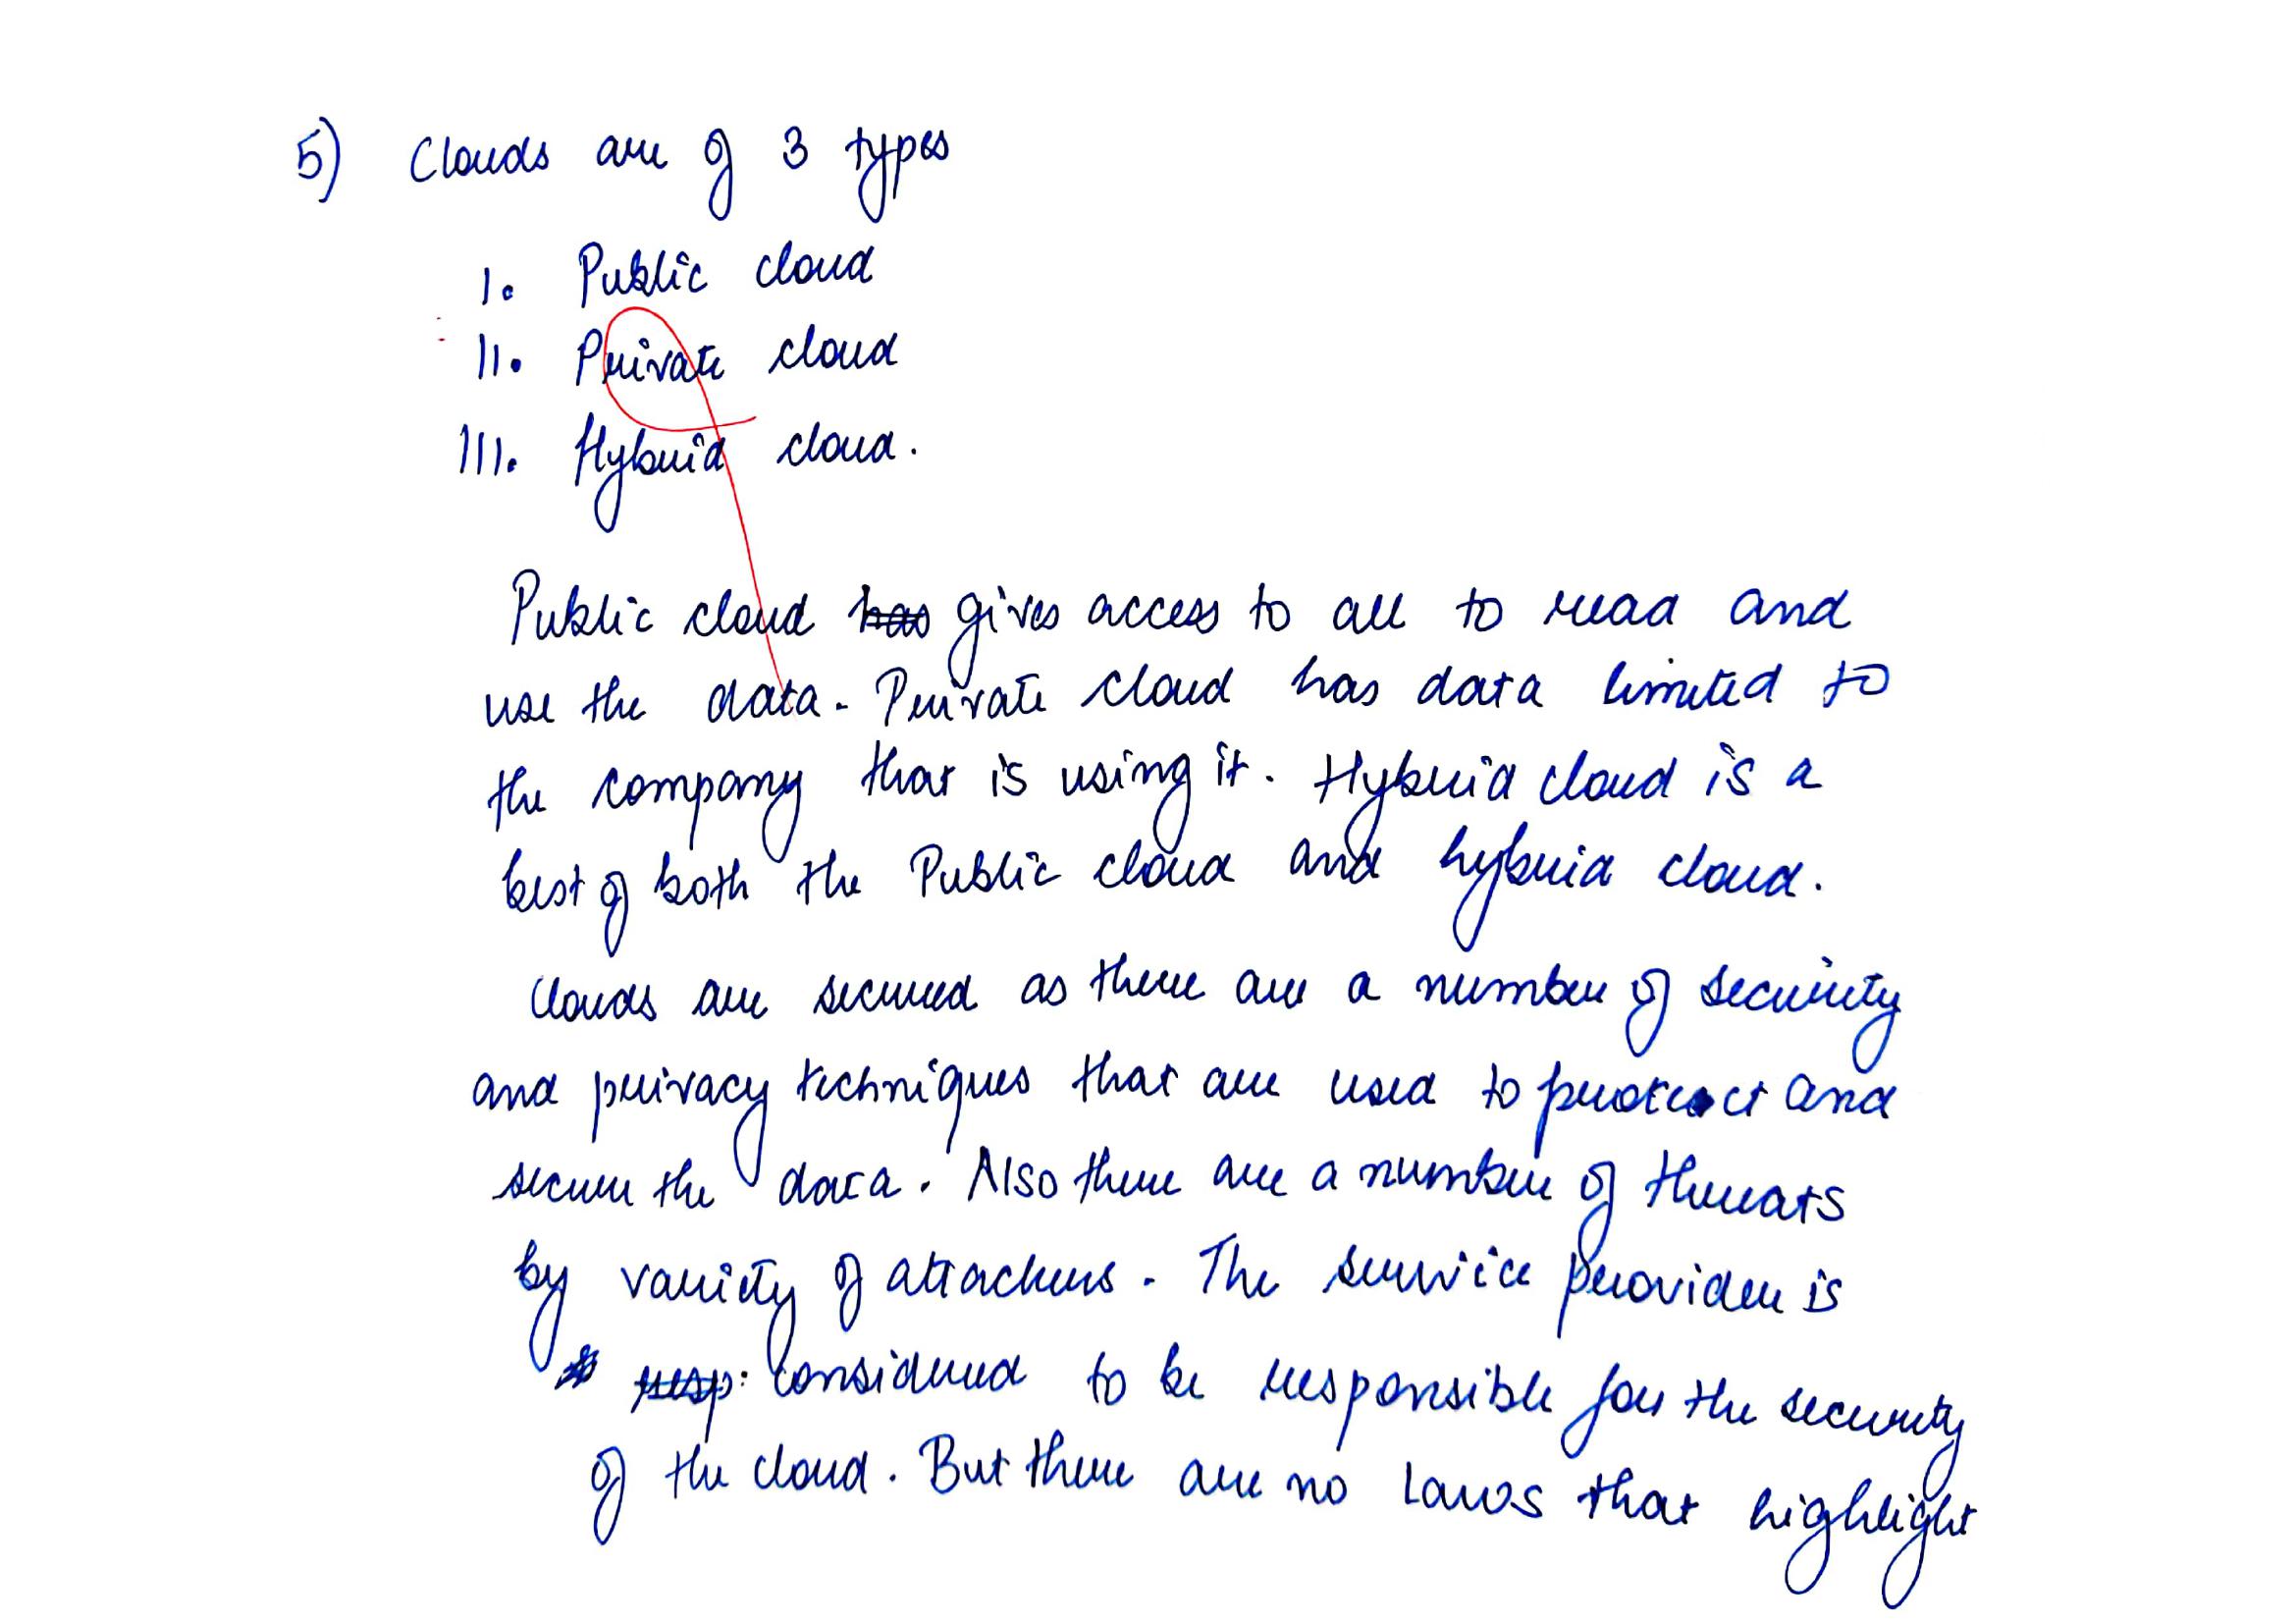 5) Clouds are of 3 types
I. Public cloud
II. Private cloud
III. Hybrid cloud.
Public cloud has gives access to all to read and
use the data. Private cloud has data limited to
the company that is using it. Hybrid cloud is a
best of both the Public cloud and hybrid cloud.
Clouds are secured as there are a number of security
and privacy techniques that are used to protect and
secure the data. Also there are a number of threats
by variety of attackers. The service provider is
resp. considered to be responsible for the security
of the cloud. But there are no Laws that highlight